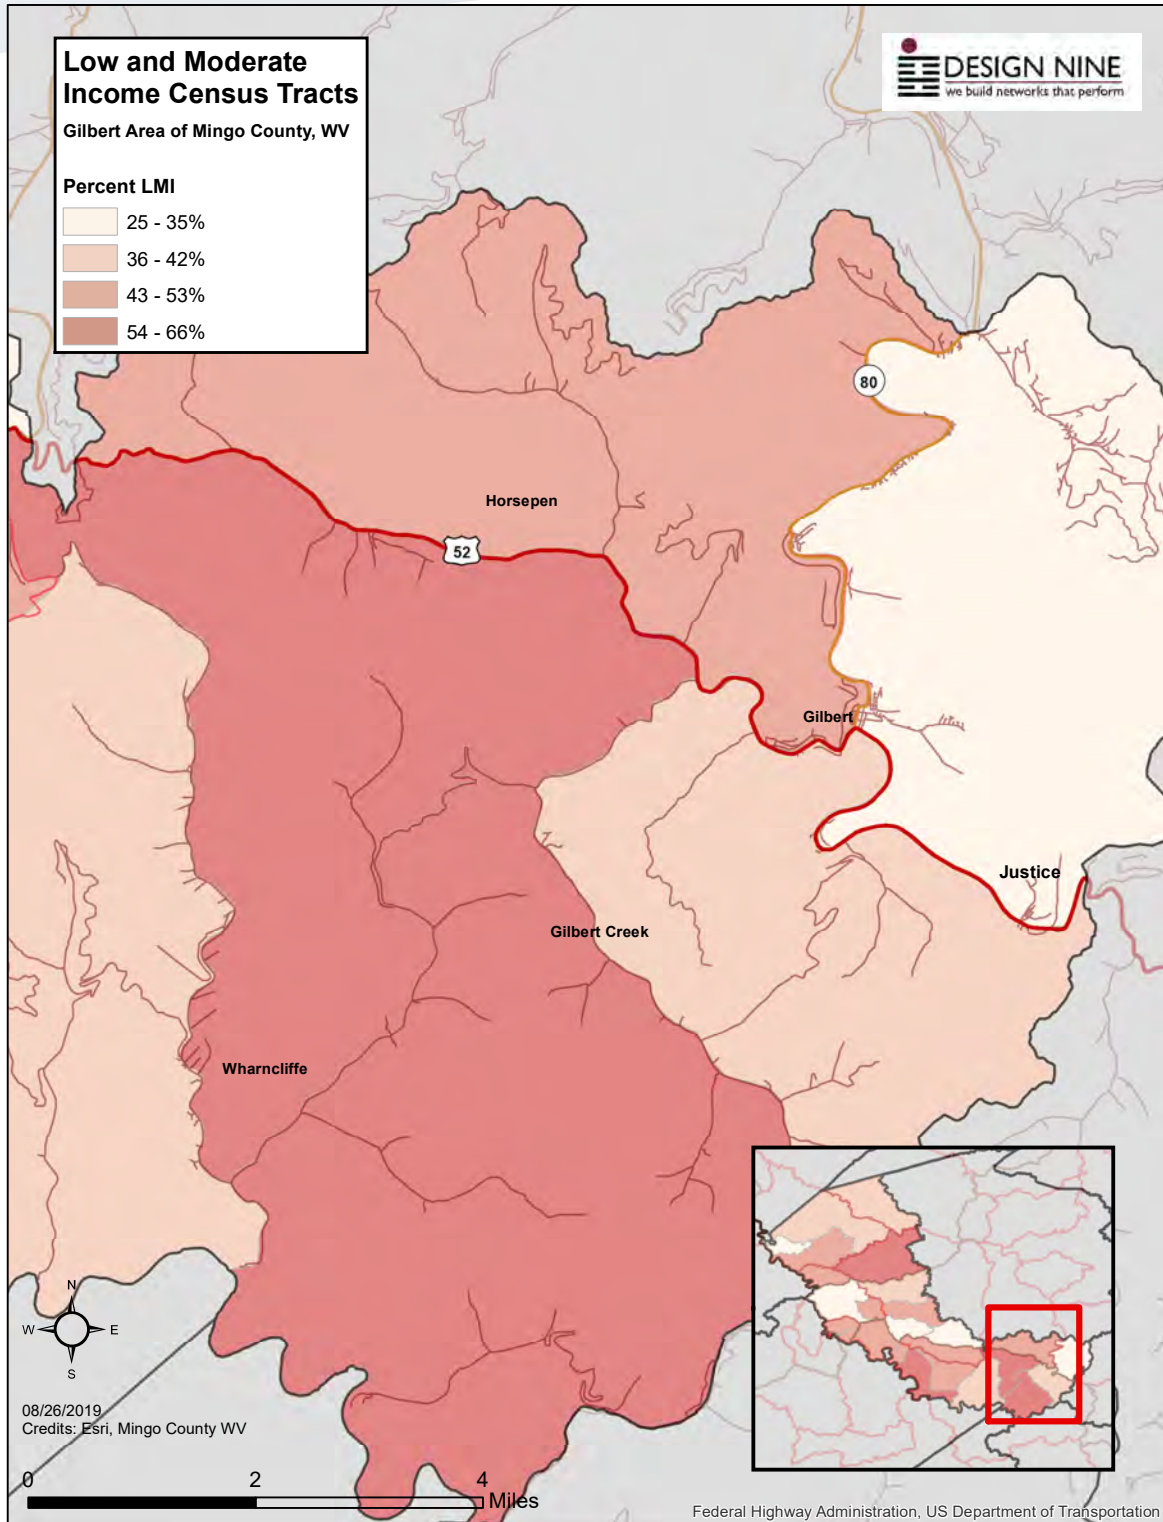 Low and Moderate
Income Census Tracts
Gilbert Area of Mingo County, WV
Percent LMI
25 - 35%
36 - 42%
43 - 53%
54 - 66%
DESIGN NINE
we build networks that perform
80
Horsepen
52
Gilbert
Justice
Gilbert Creek
Wharncliffe
N
W
E
S
08/26/2019
Credits: Esri, Mingo County WV
0
2
4
Miles
Federal Highway Administration, US Department of Transportation